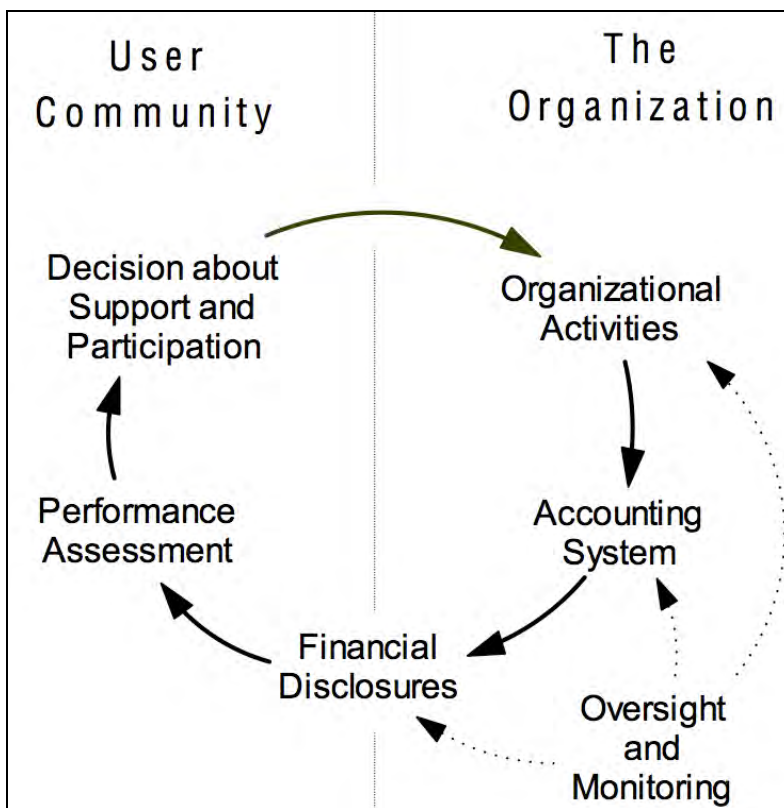 User
Community
The
Organization
Decision about
Support and
Participation
Organizational
Activities
Performance
Assessment
Accounting
System
Financial
Disclosures
Oversight
and
Monitoring